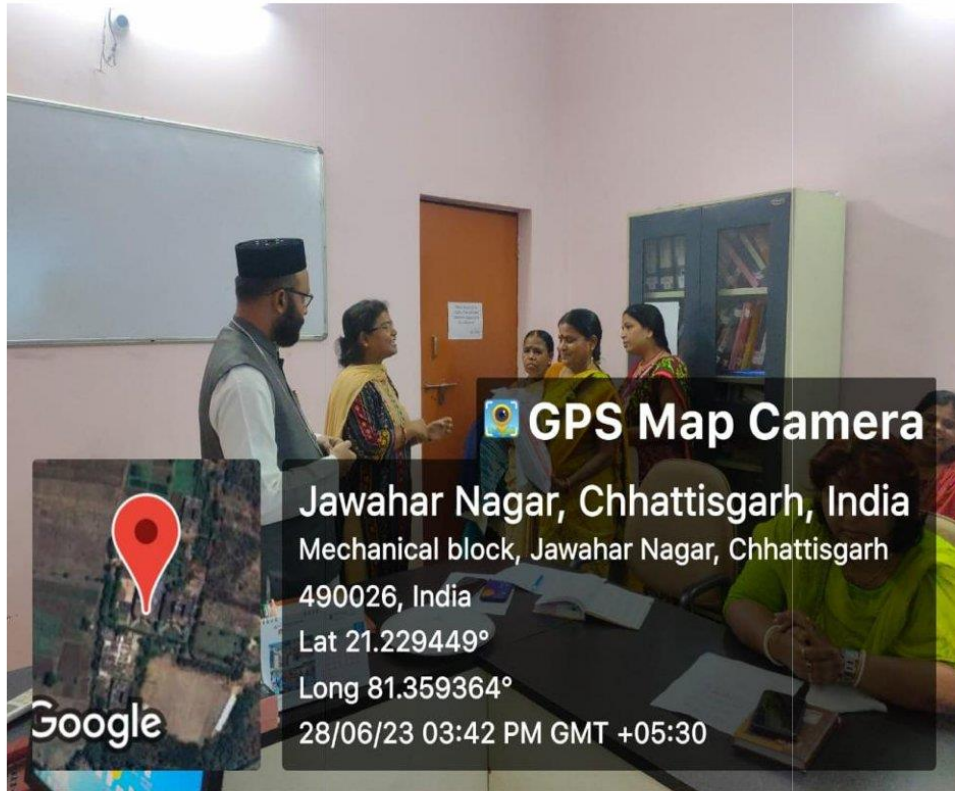 GPS Map Camera
Jawahar Nagar, Chhattisgarh, India
Mechanical block, Jawahar Nagar, Chhattisgarh
490026, India
Lat 21.229449°
Long 81.359364°
28/06/23 03:42 PM GMT +05:30
Google